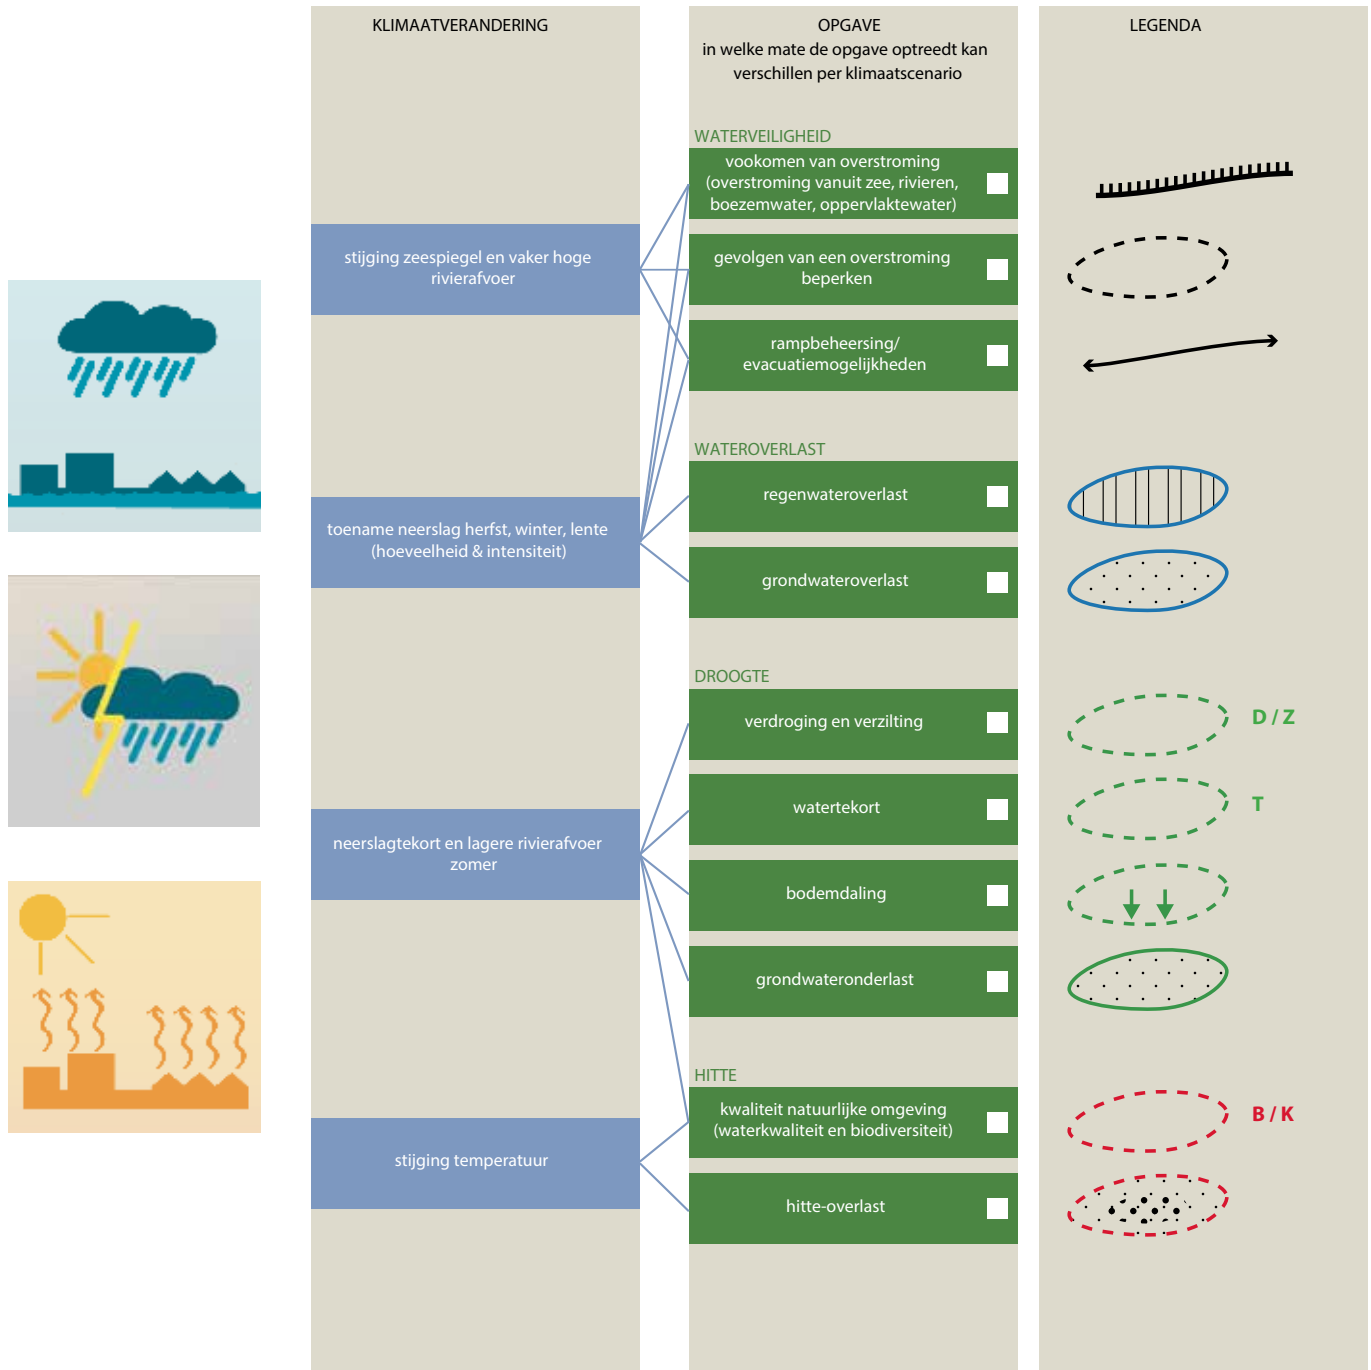 KLIMAATVERANDERING
stijging zeespiegel en vaker hoge
rivierafvoer
toename neerslag herfst, winter, lente
(hoeveelheid & intensiteit)
neerslagtekort en lagere rivierafvoer
zomer
stijging temperatuur
OPGAVE
in welke mate de opgave optreedt kan
verschillen per klimaatscenario
WATERVEILIGHEID
vookomen van overstroming
(overstroming vanuit zee, rivieren,
boezemwater, oppervlaktewater)
gevolgen van een overstroming
beperken
rampbeheersing/
evacuatiemogelijkheden
WATEROVERLAST
regenwateroverlast
grondwateroverlast
DROOGTE
verdroging en verzilting
watertekort
bodemdaling
grondwateronderlast
HITTE
kwaliteit natuurlijke omgeving
(waterkwaliteit en biodiversiteit)
hitte-overlast
LEGENDA
D / Z
T
B / K